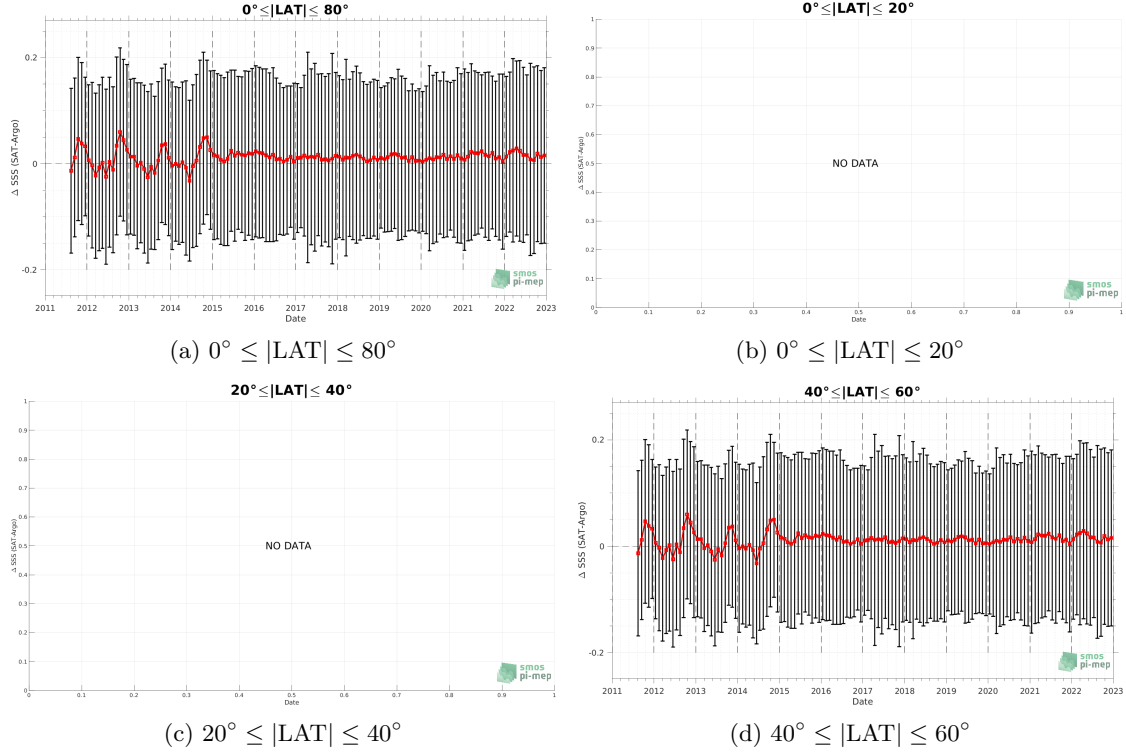 0°≤|LAT|≤ 80°
Δ SSS (SAT-Argo)
0.2
0
-0.2
2011 2012 2013 2014 2015 2016 2017 2018 2019 2020 2021 2022 2023
Date
smos
pi-mep
(a) 0° ≤ |LAT| ≤ 80°
0°≤|LAT|≤ 20°
Δ SSS (SAT-Argo)
1
0.9
0.8
0.7
0.6
0.5
0.4
0.3
0.2
0.1
0
NO DATA
0 0.1 0.2 0.3 0.4 0.5 0.6 0.7 0.8 0.9 1
Date
smos
pi-mep
(b) 0° ≤ |LAT| ≤ 20°
20°≤|LAT|≤ 40°
Δ SSS (SAT-Argo)
1
0.9
0.8
0.7
0.6
0.5
0.4
0.3
0.2
0.1
0
NO DATA
0 0.1 0.2 0.3 0.4 0.5 0.6 0.7 0.8 0.9 1
Date
smos
pi-mep
(c) 20° ≤ |LAT| ≤ 40°
40°≤|LAT|≤ 60°
Δ SSS (SAT-Argo)
0.2
0
-0.2
2011 2012 2013 2014 2015 2016 2017 2018 2019 2020 2021 2022 2023
Date
smos
pi-mep
(d) 40° ≤ |LAT| ≤ 60°